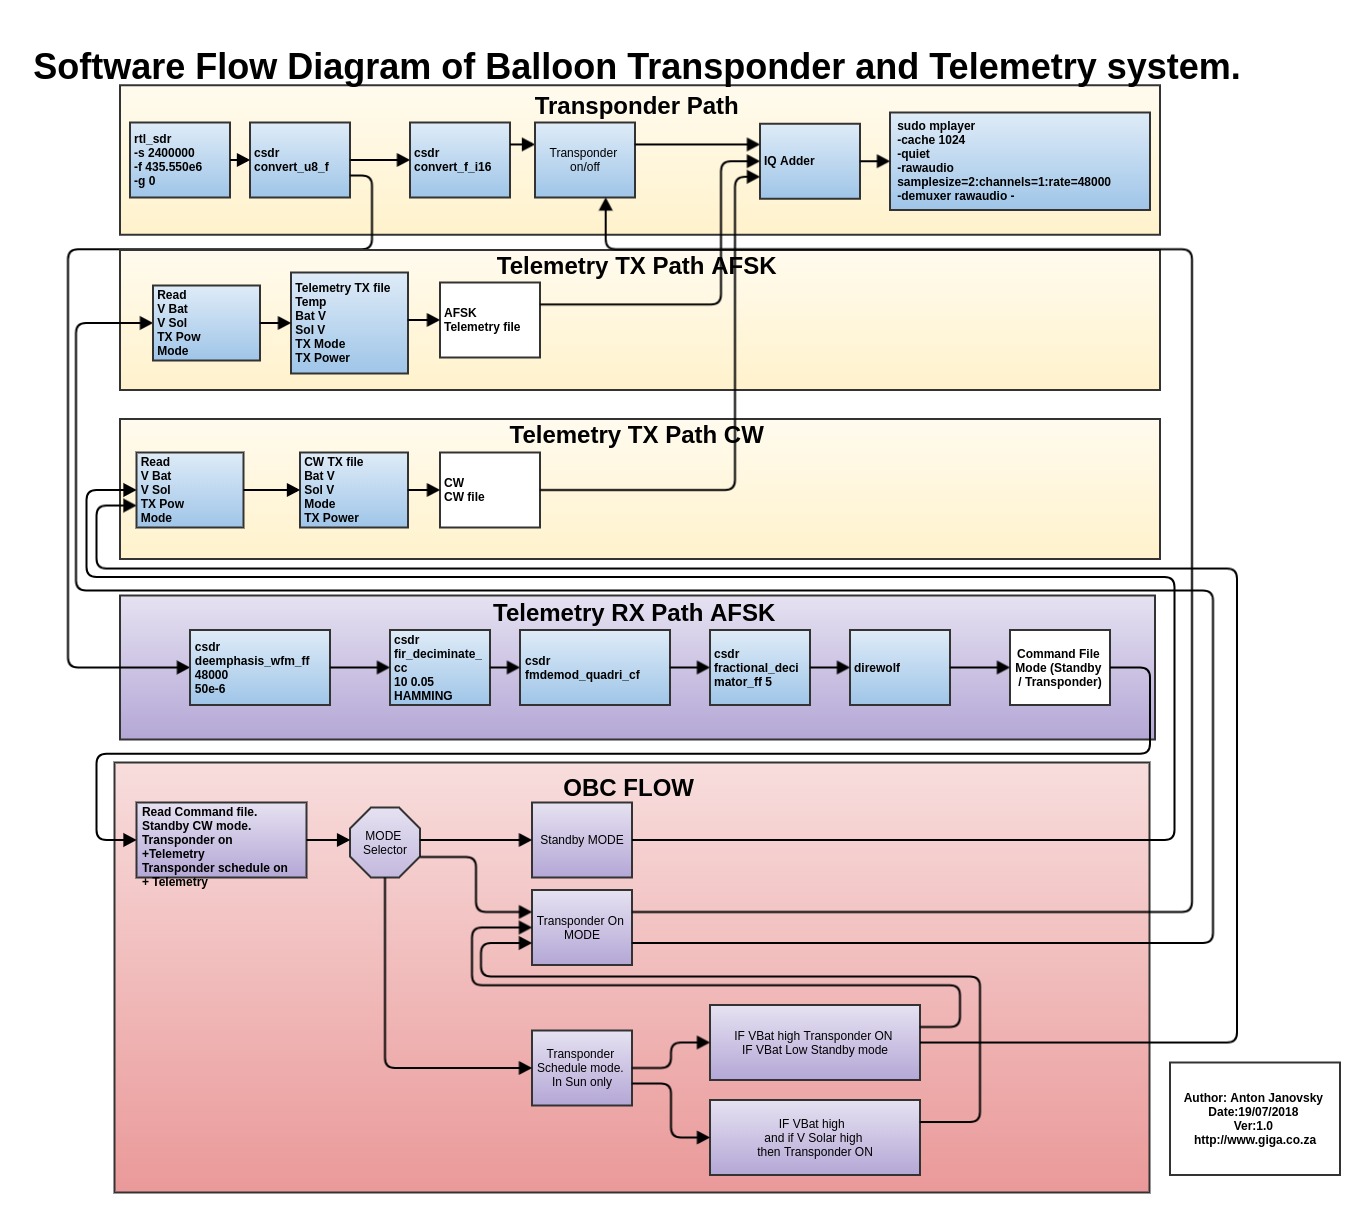 Software Flow Diagram of Balloon Transponder and Telemetry system.
Transponder Path
rtl_sdr
-s 2400000
-f 435.550e6
-g 0
csdr
convert_u8_f
csdr
convert_f_i16
Transponder
on/off
IQ Adder
sudo mplayer
-cache 1024
-quiet
-rawaudio
samplesize=2:channels=1:rate=48000
-demuxer rawaudio -
Telemetry TX Path AFSK
Read
V Bat
V Sol
TX Pow
Mode
Telemetry TX file
Temp
Bat V
Sol V
TX Mode
TX Power
AFSK
Telemetry file
Telemetry TX Path CW
Read
V Bat
V Sol
TX Pow
Mode
CW TX file
Bat V
Sol V
Mode
TX Power
CW
CW file
Telemetry RX Path AFSK
csdr
deemphasis_wfm_ff
48000
50e-6
csdr
fir_deciminate_
cc
10 0.05
HAMMING
csdr
fmdemod_quadri_cf
csdr
fractional_deci
mator_ff 5
direwolf
Command File
Mode (Standby
/ Transponder)
OBC FLOW
Read Command file.
Standby CW mode.
Transponder on
+Telemetry
Transponder schedule on
+ Telemetry
MODE
Selector
Standby MODE
Transponder On
MODE
Transponder
Schedule mode.
In Sun only
IF VBat high Transponder ON
IF VBat Low Standby mode
IF VBat high
and if V Solar high
then Transponder ON
Author: Anton Janovsky
Date:19/07/2018
Ver:1.0
http://www.giga.co.za